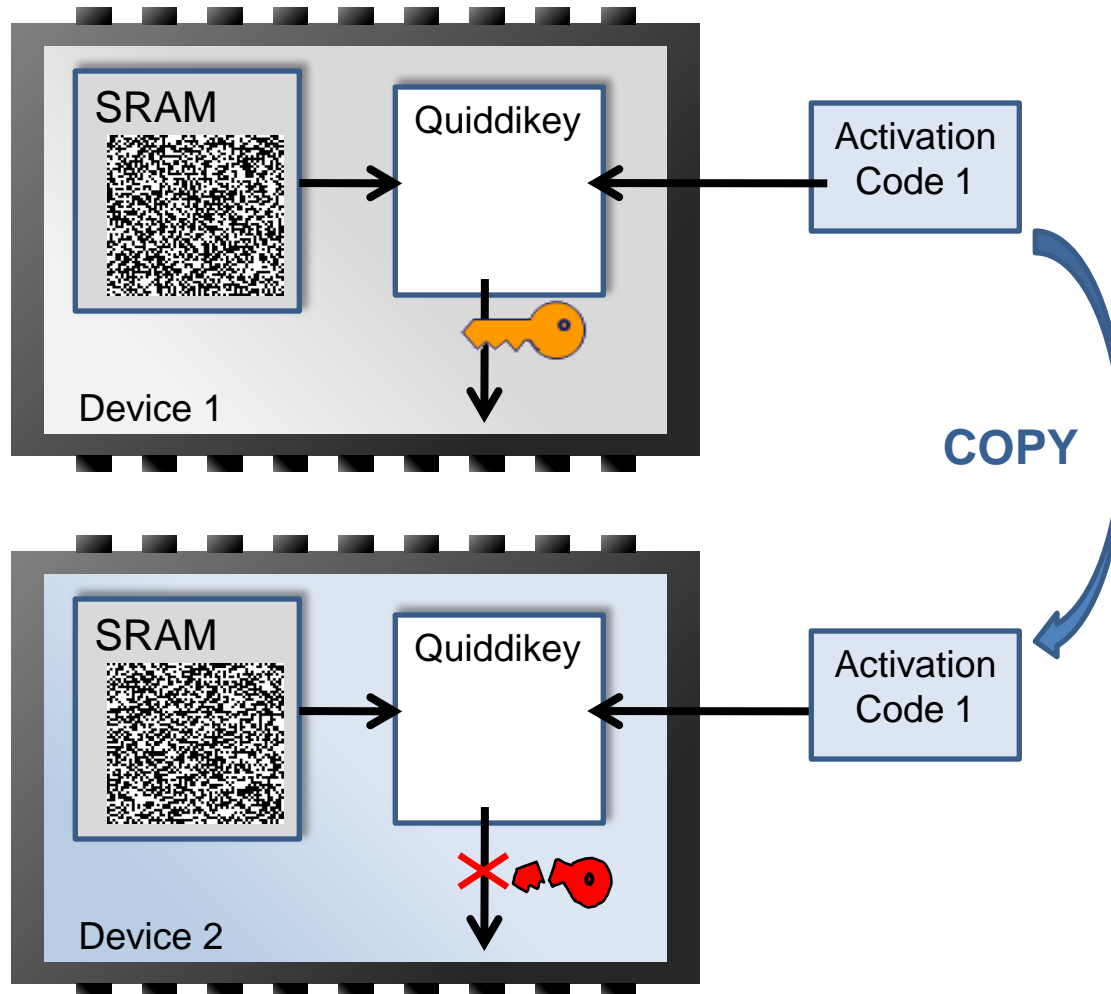 SRAM
Quiddikey
Activation
Code 1
Device 1
COPY
SRAM
Quiddikey
Activation
Code 1
Device 2